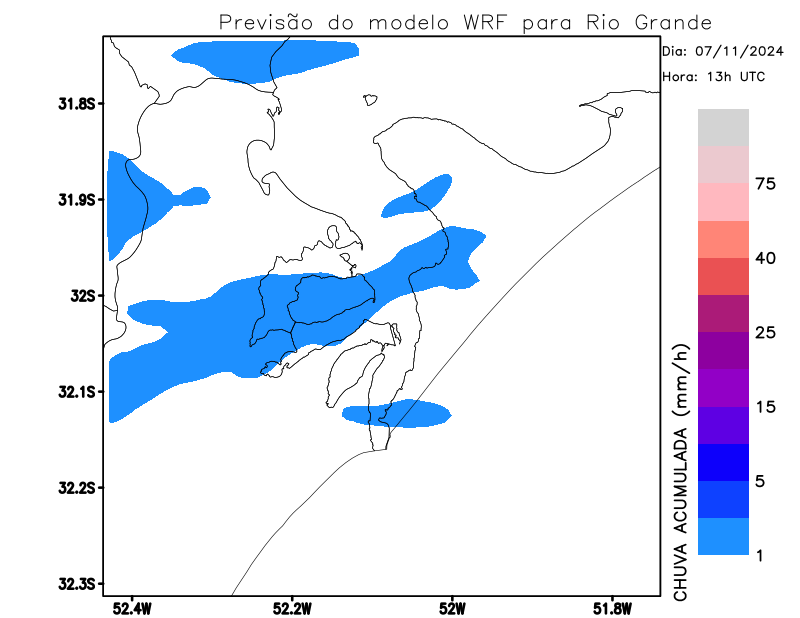 Previsão do modelo WRF para Rio Grande
Dia: 07/11/2024
Hora: 13h UTC
31.8S
31.9S
32S
32.1S
32.2S
32.3S
52.4W
52.2W
52W
51.8W
75
40
25
15
5
1
CHUVA ACUMULADA (mm/h)